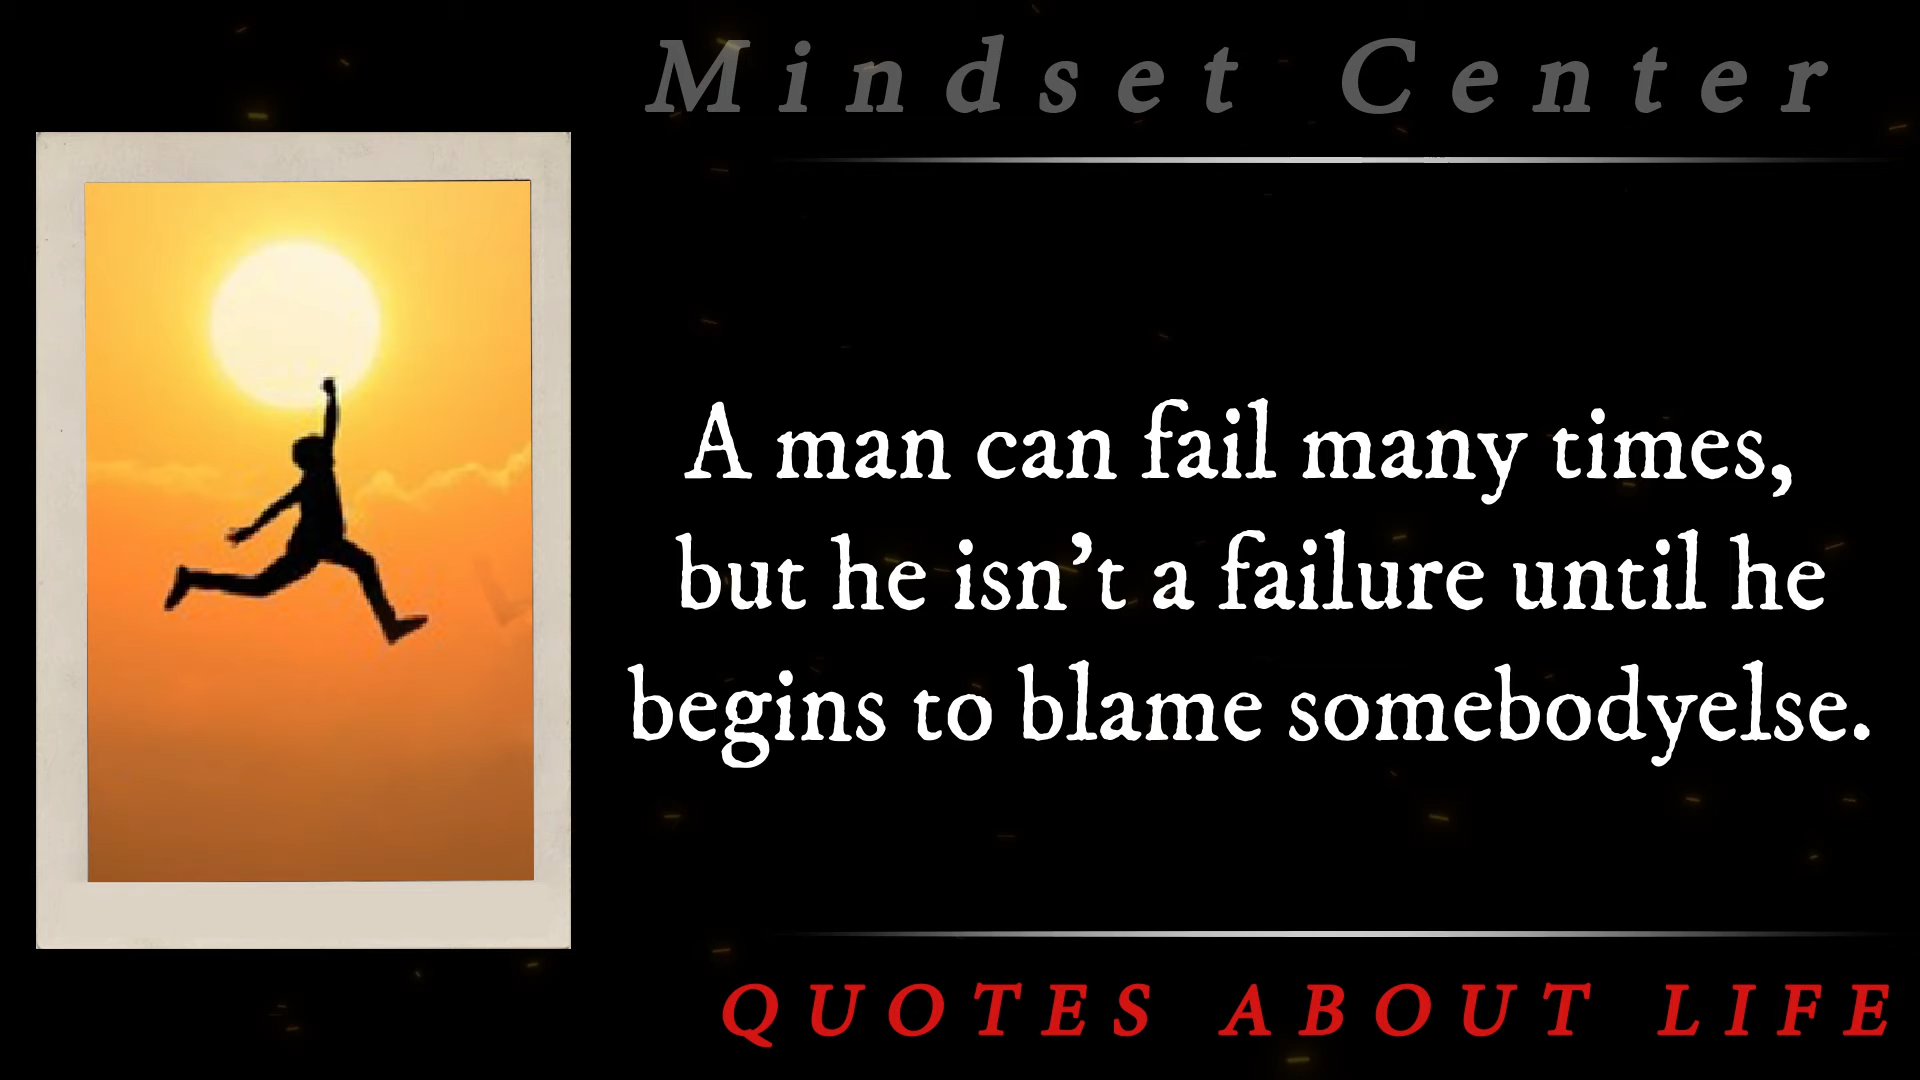 Mindset Center
A man can fail many times,
but he isn’t a failure until he
begins to blame somebodyelse.
QUOTES ABOUT LIFE